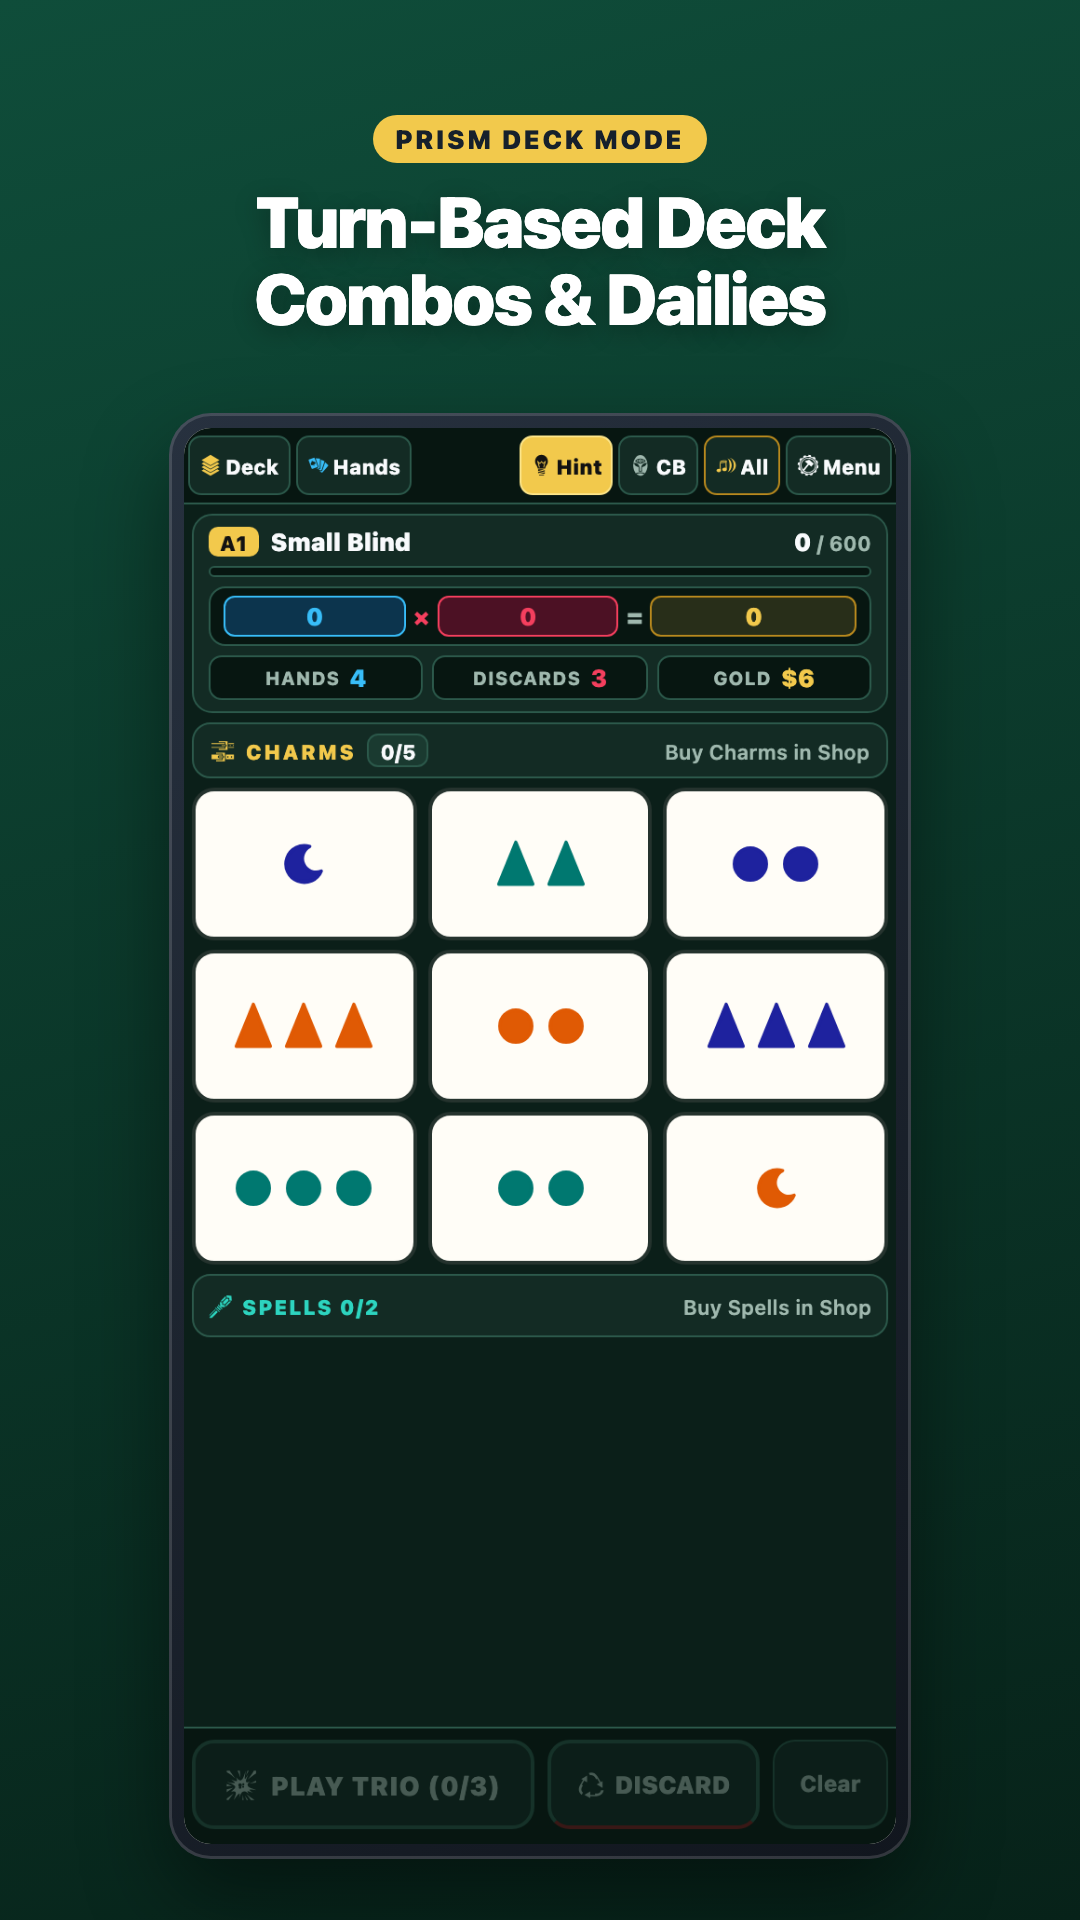 PRISM DECK MODE
Turn-Based Deck
Combos & Dailies
Deck Hands Hint CB All Menu
A1 Small Blind 0 / 600
0 × 0 = 0
HANDS 4 DISCARDS 3 GOLD $6
CHARMS 0/5 Buy Charms in Shop
SPELLS 0/2 Buy Spells in Shop
PLAY TRIO (0/3) DISCARD Clear